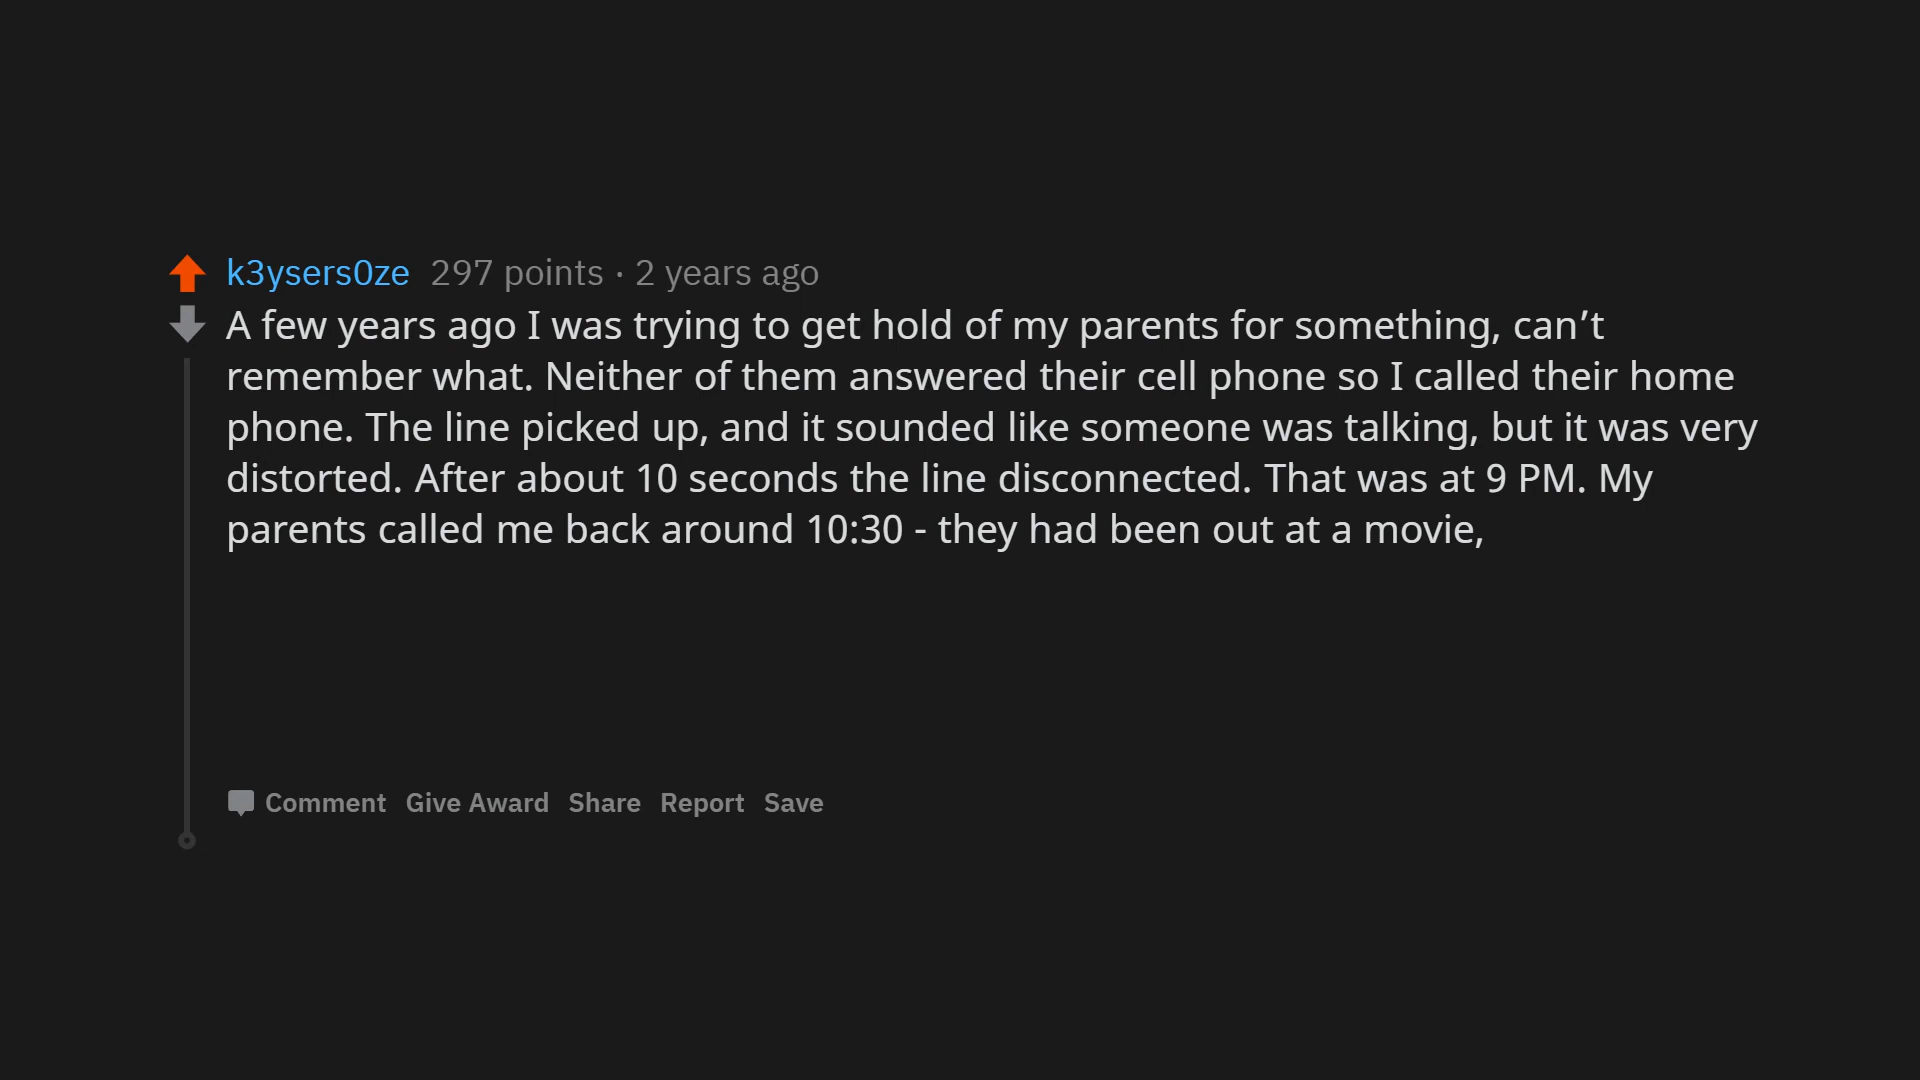 k3ysers0ze 297 points · 2 years ago
A few years ago I was trying to get hold of my parents for something, can't
remember what. Neither of them answered their cell phone so I called their home
phone. The line picked up, and it sounded like someone was talking, but it was very
distorted. After about 10 seconds the line disconnected. That was at 9 PM. My
parents called me back around 10:30 - they had been out at a movie,
Comment Give Award Share Report Save